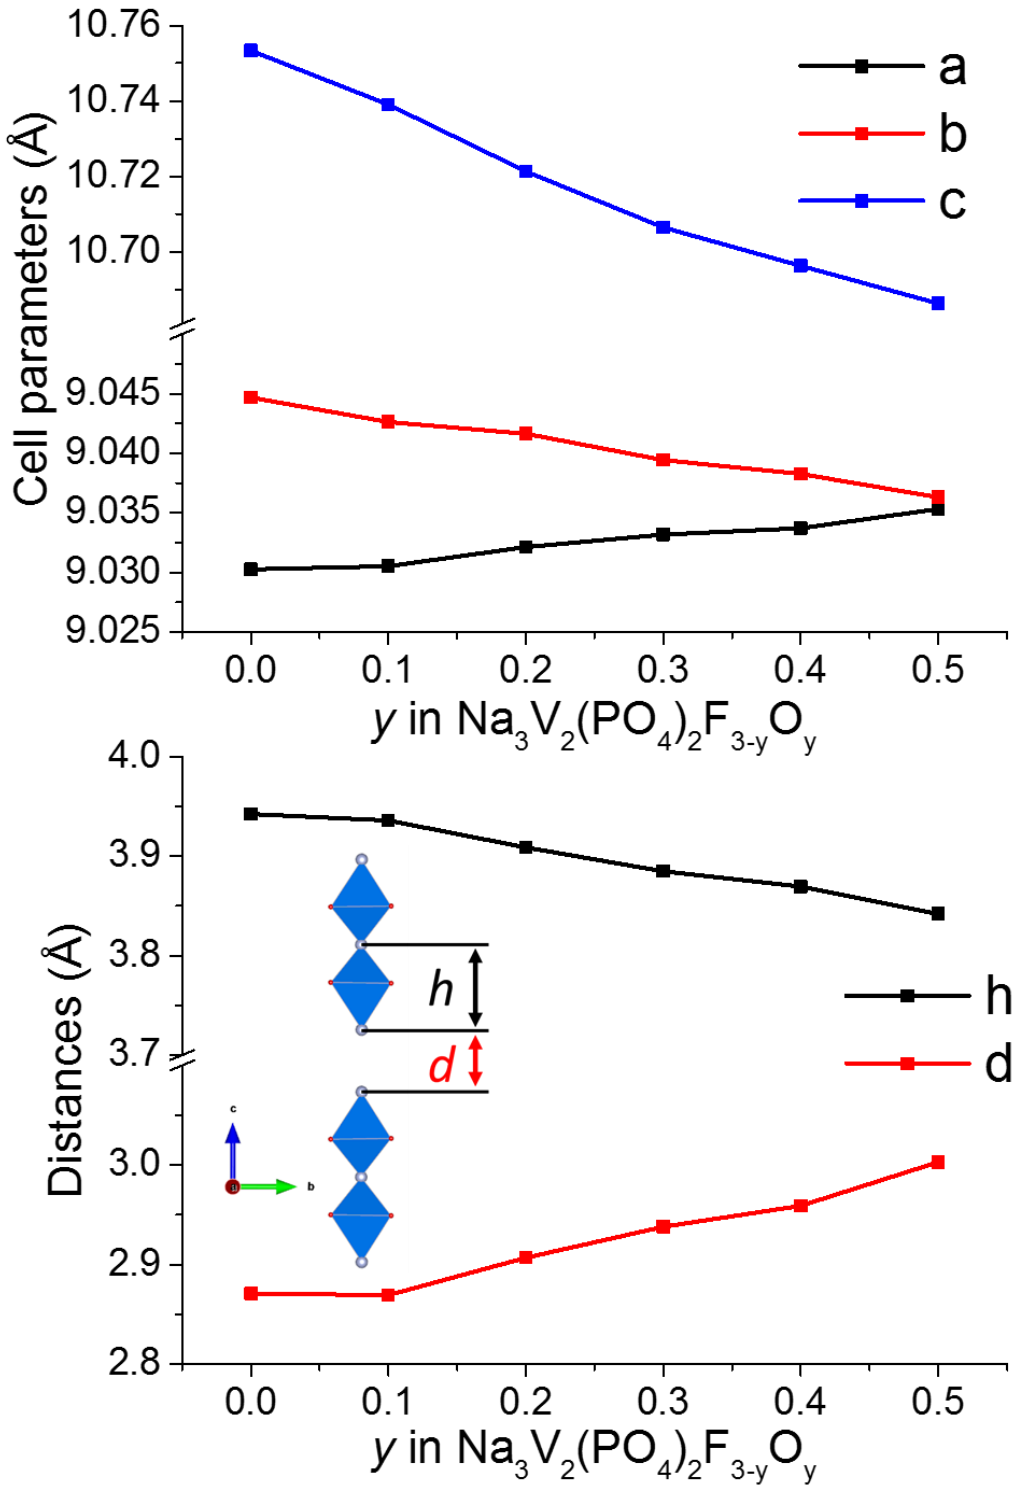 10.76
10.74
10.72
10.70
9.045
9.040
9.035
9.030
9.025
Cell parameters (Å)
a
b
c
0.0 0.1 0.2 0.3 0.4 0.5
y in Na₃V₂(PO₄)₂F₃₋yOy
4.0
3.9
3.8
3.7
3.0
2.9
2.8
Distances (Å)
h
d
h
d
c
b
0.0 0.1 0.2 0.3 0.4 0.5
y in Na₃V₂(PO₄)₂F₃₋yOy